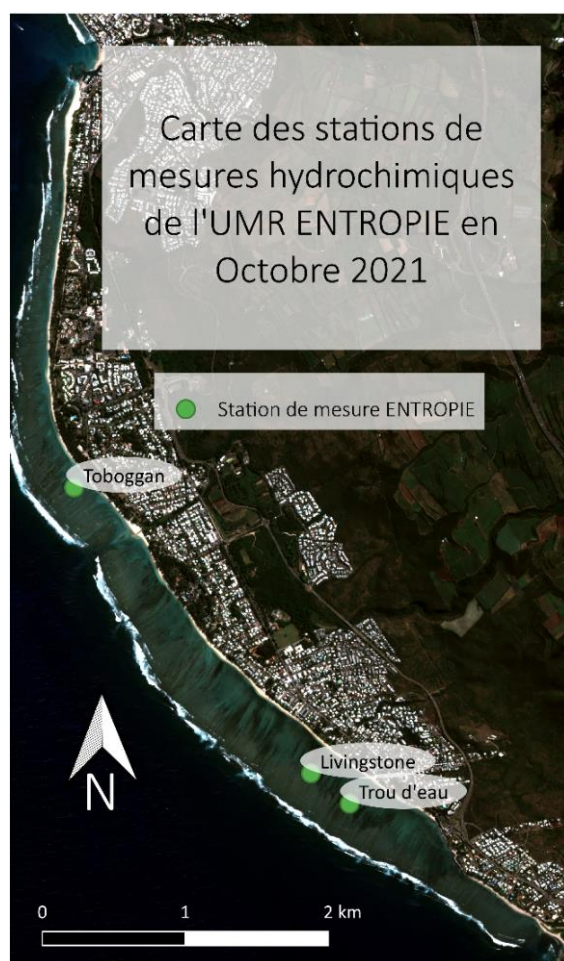 Carte des stations de
mesures hydrochimiques
de l'UMR ENTROPIE en
Octobre 2021
Station de mesure ENTROPIE
Toboggan
Livingstone
Trou d'eau
N
0 1 2 km